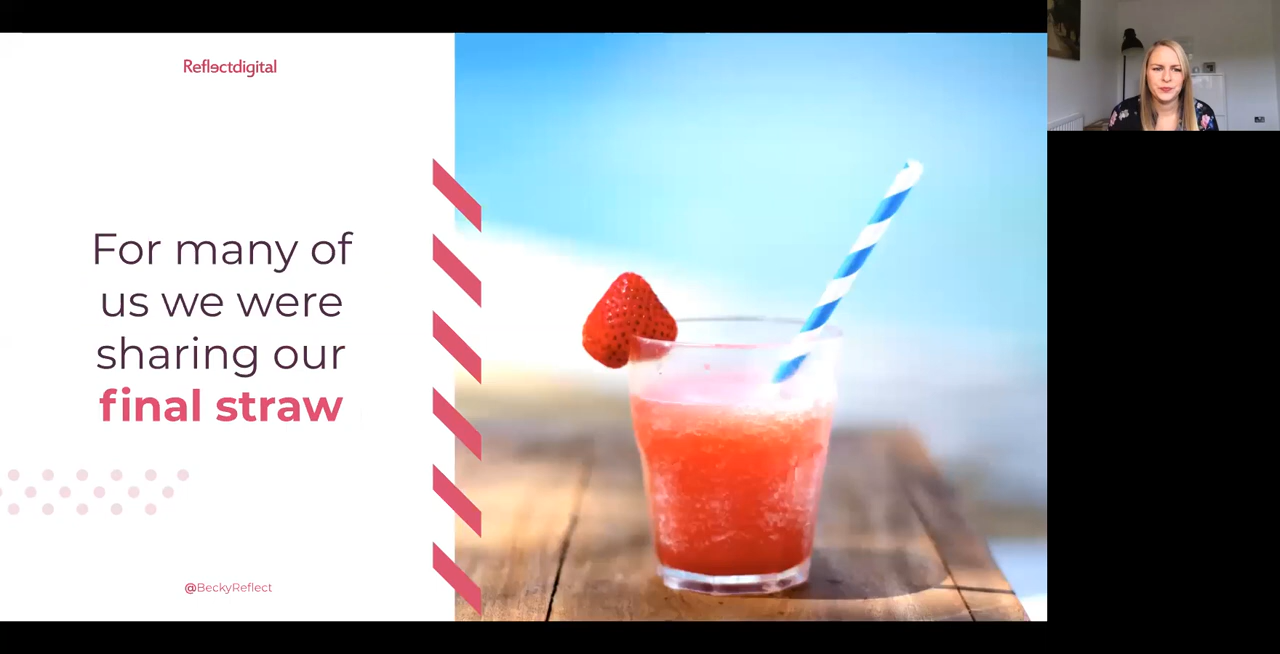 Reflectdigital
For many of
us we were
sharing our
final straw
@BeckyReflect